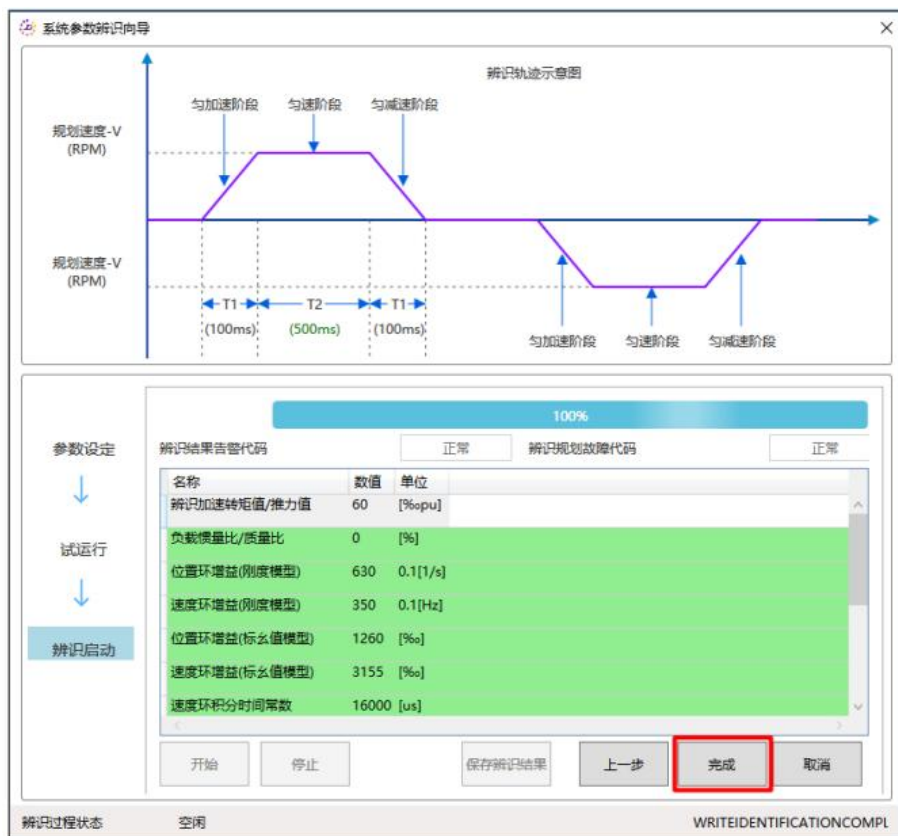 系统参数辨识向导
辨识轨迹示意图
匀加速阶段 匀速阶段 匀减速阶段
规划速度-V
(RPM)
规划速度-V
(RPM)
T1 T2 T1
(100ms) (500ms) (100ms)
匀加速阶段 匀速阶段 匀减速阶段
100%
参数设定
试运行
辨识启动
辨识结果告警代码 正常 辨识规划故障代码 正常
名称 数值 单位
辨识加速转矩值/推力值 60 [‰pu]
负载惯量比/质量比 0 [%]
位置环增益(刚度模型) 630 0.1[1/s]
速度环增益(刚度模型) 350 0.1[Hz]
位置环增益(标幺值模型) 1260 [‰]
速度环增益(标幺值模型) 3155 [‰]
速度环积分时间常数 16000 [us]
开始 停止 保存辨识结果 上一步 完成 取消
辨识过程状态 空闲 WRITEIDENTIFICATIONCOMPL